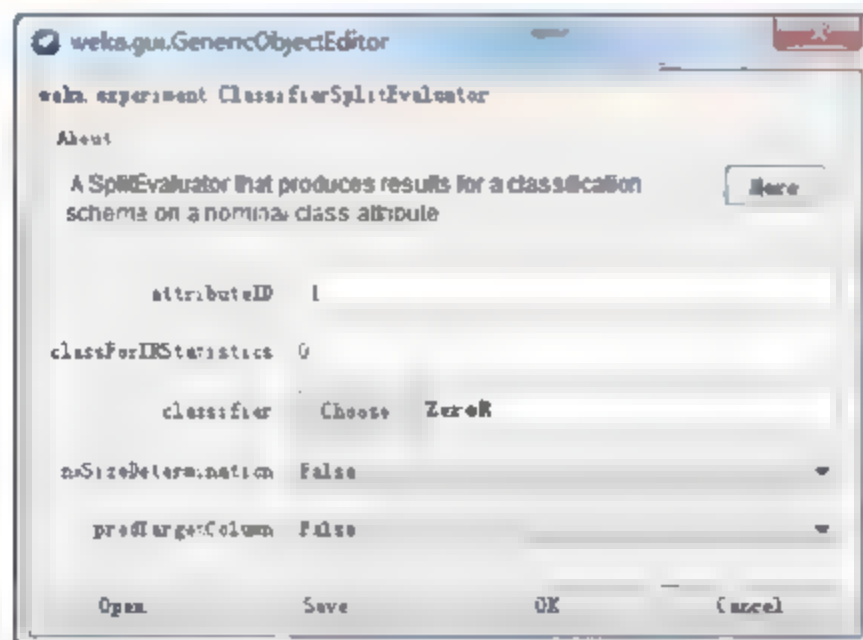 weka.gui.GenericObjectEditor
weka.experiment.ClassifierSplitEvaluator
About
A SplitEvaluator that produces results for a classification
schema on a nominal class attribute
More
attributeID 1
classForIRStatistics 0
classifier Choose ZeroR
noSizeDetermination False
predTargetColumn False
Open Save OK Cancel